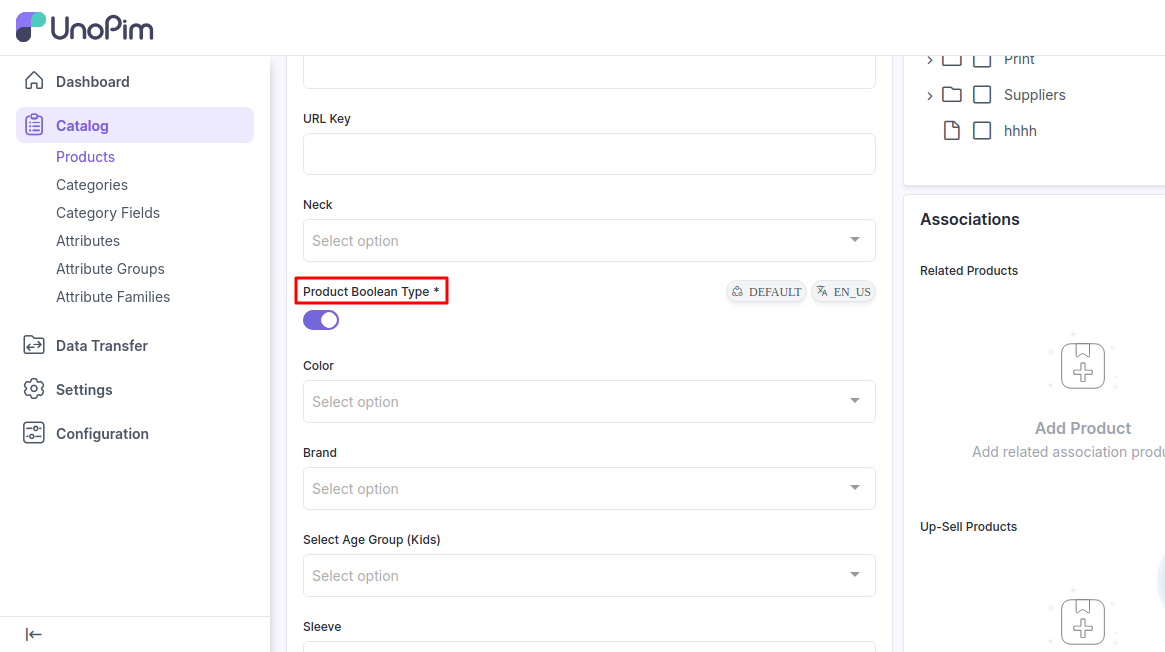 UnoPim
Dashboard
Catalog
Products
Categories
Category Fields
Attributes
Attribute Groups
Attribute Families
Data Transfer
Settings
Configuration
URL Key
Neck
Select option
Product Boolean Type *
DEFAULT
EN_US
Color
Select option
Brand
Select option
Select Age Group (Kids)
Select option
Sleeve
Print
Suppliers
hhhh
Associations
Related Products
Add Product
Add related association produ
Up-Sell Products